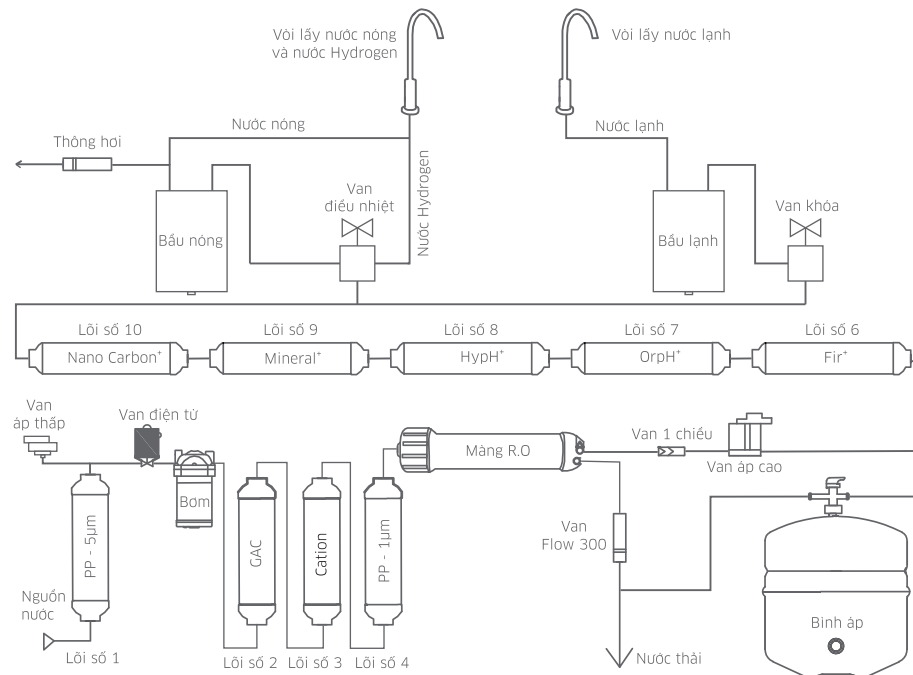 Vòi lấy nước nóng
và nước Hydrogen
Vòi lấy nước lạnh
Nước nóng
Nước lạnh
Thông hơi
Nước Hydrogen
Van
điều nhiệt
Van khóa
Bầu nóng
Bầu lạnh
Lõi số 10
Lõi số 9
Lõi số 8
Lõi số 7
Lõi số 6
Nano Carbon⁺
Mineral⁺
HypH⁺
OrpH⁺
Fir⁺
Van
áp thấp
Van điện từ
Màng R.O
Van 1 chiều
Van áp cao
Bơm
PP - 5µm
GAC
Cation
PP - 1µm
Van
Flow 300
Nguồn
nước
Bình áp
Lõi số 1
Lõi số 2
Lõi số 3
Lõi số 4
Nước thải